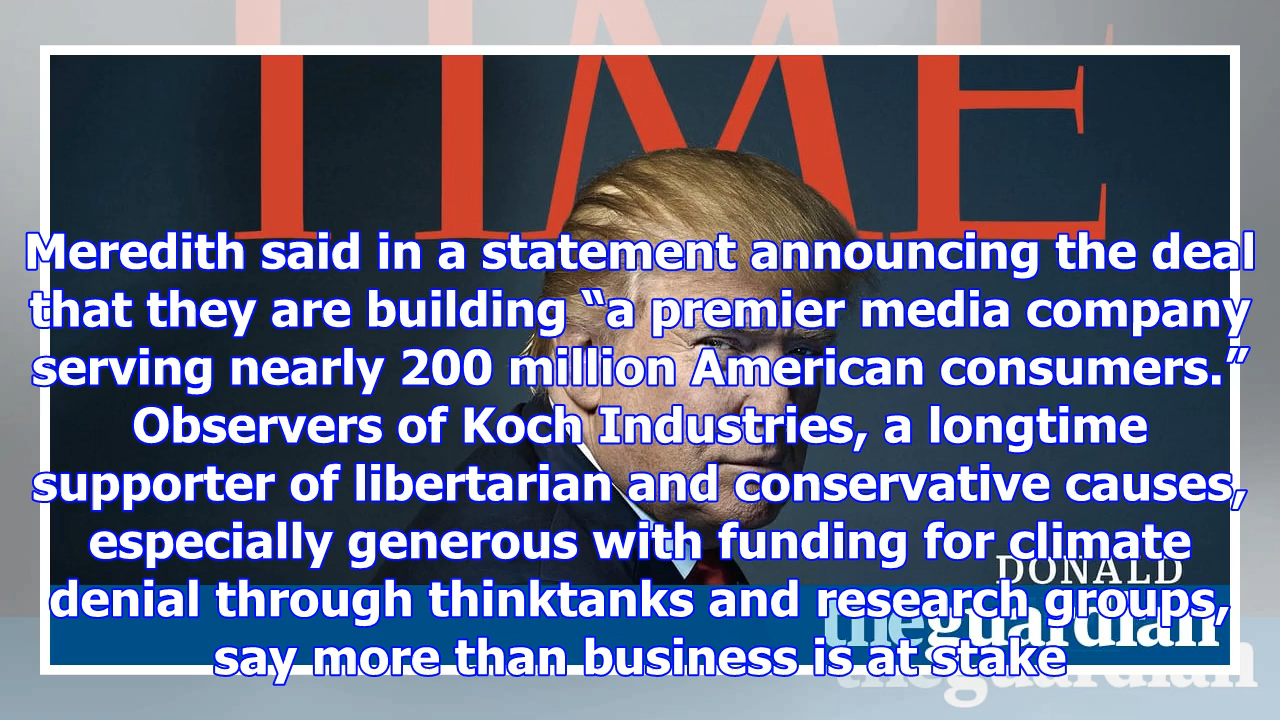 TIME
Meredith said in a statement announcing the deal
that they are building “a premier media company
serving nearly 200 million American consumers.”
Observers of Koch Industries, a longtime
supporter of libertarian and conservative causes,
especially generous with funding for climate
DONALD
denial through thinktanks and research groups,
theguardian
say more than business is at stake
theguardian